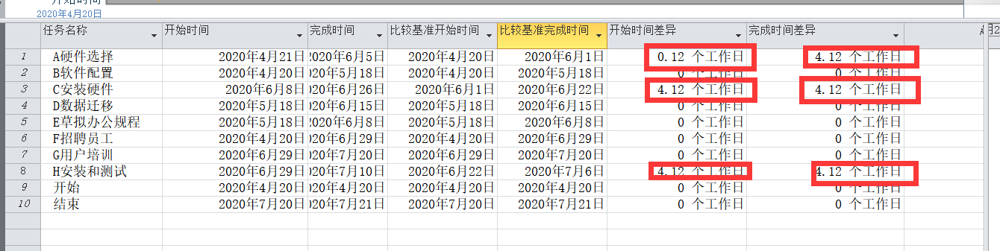 开始时间
2020年4月20日
任务名称 开始时间 完成时间 比较基准开始时间 比较基准完成时间 开始时间差异 完成时间差异
1 A硬件选择 2020年4月21日 2020年6月5日 2020年4月20日 2020年6月1日 0.12 个工作日 4.12 个工作日
2 B软件配置 2020年4月20日 2020年5月18日 2020年4月20日 2020年5月18日 0 个工作日 0 个工作日
3 C安装硬件 2020年6月8日 2020年6月26日 2020年6月1日 2020年6月22日 4.12 个工作日 4.12 个工作日
4 D数据迁移 2020年5月18日 2020年6月15日 2020年5月18日 2020年6月15日 0 个工作日 0 个工作日
5 E草拟办公规程 2020年5月18日 2020年6月8日 2020年5月18日 2020年6月8日 0 个工作日 0 个工作日
6 F招聘员工 2020年4月20日 2020年6月29日 2020年4月20日 2020年6月29日 0 个工作日 0 个工作日
7 G用户培训 2020年6月29日 2020年7月20日 2020年6月29日 2020年7月20日 0 个工作日 0 个工作日
8 H安装和测试 2020年6月29日 2020年7月10日 2020年6月22日 2020年7月6日 4.12 个工作日 4.12 个工作日
9 开始 2020年4月20日 2020年4月20日 2020年4月20日 2020年4月20日 0 个工作日 0 个工作日
10 结束 2020年7月20日 2020年7月21日 2020年7月20日 2020年7月21日 0 个工作日 0 个工作日